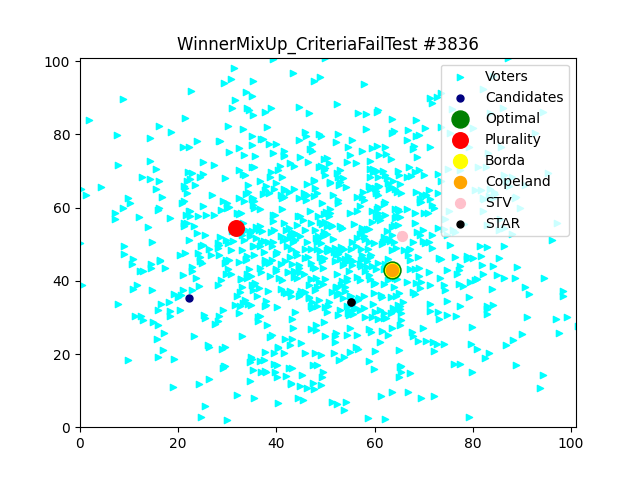 WinnerMixUp_CriteriaFailTest #3836
100
80
60
40
20
0
0 20 40 60 80 100
Voters
Candidates
Optimal
Plurality
Borda
Copeland
STV
STAR